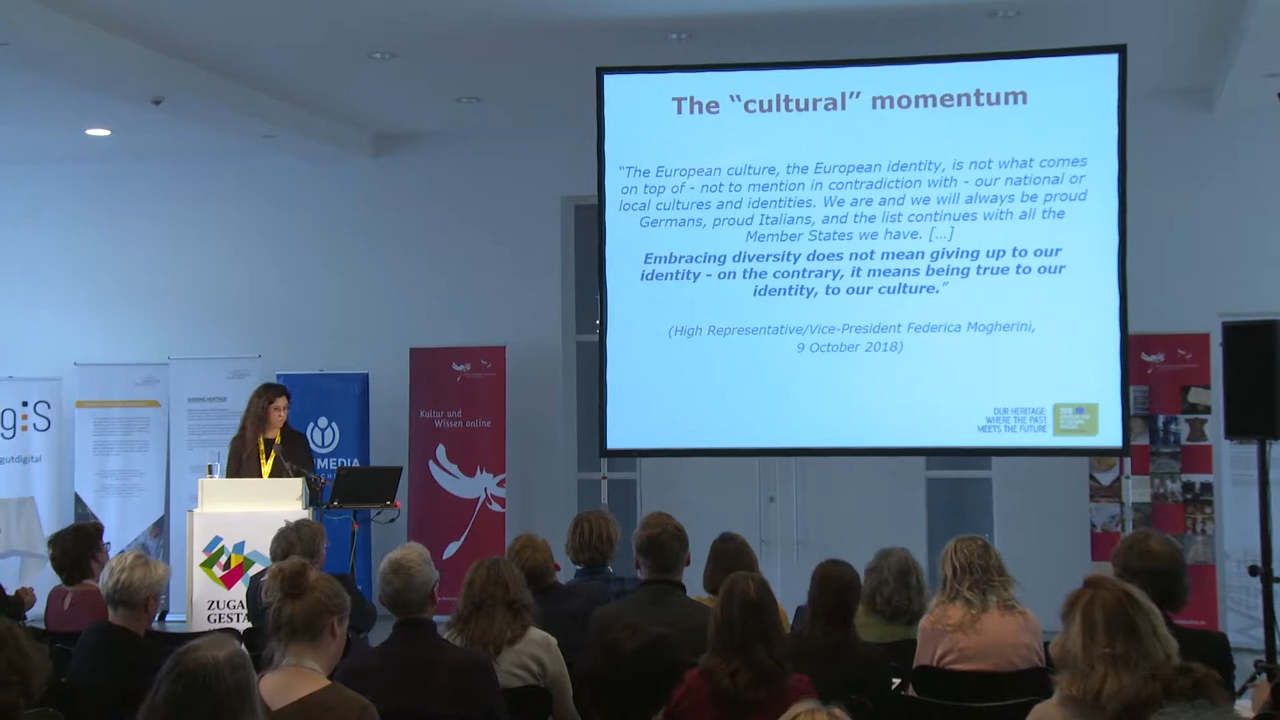 The “cultural” momentum
“The European culture, the European identity, is not what comes
on top of - not to mention in contradiction with - our national or
local cultures and identities. We are and we will always be proud
Germans, proud Italians, and the list continues with all the
Member States we have. […]
Embracing diversity does not mean giving up to our
identity - on the contrary, it means being true to our
identity, to our culture.”
(High Representative/Vice-President Federica Mogherini,
9 October 2018)
OUR HERITAGE:
WHERE THE PAST
MEETS THE FUTURE
g:S
gutdigital
MEDIA
Kultur und
Wissen online
ZUGA
GESTA